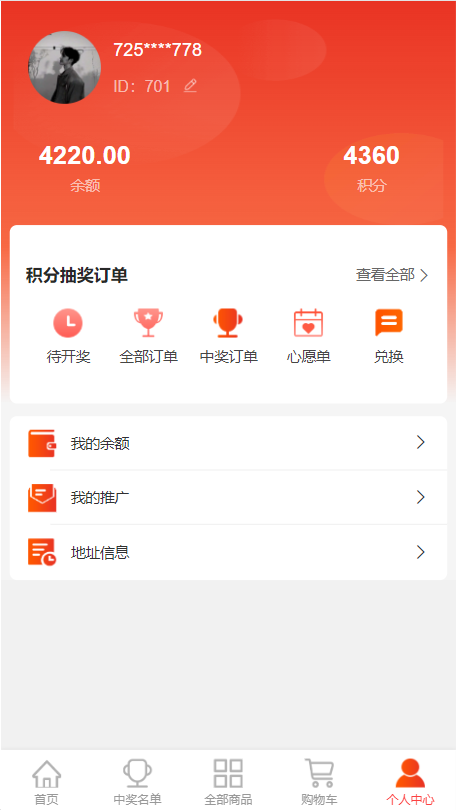 725****778
ID：701
4220.00 4360
余额 积分
积分抽奖订单 查看全部
待开奖 全部订单 中奖订单 心愿单 兑换
我的余额
我的推广
地址信息
首页 中奖名单 全部商品 购物车 个人中心